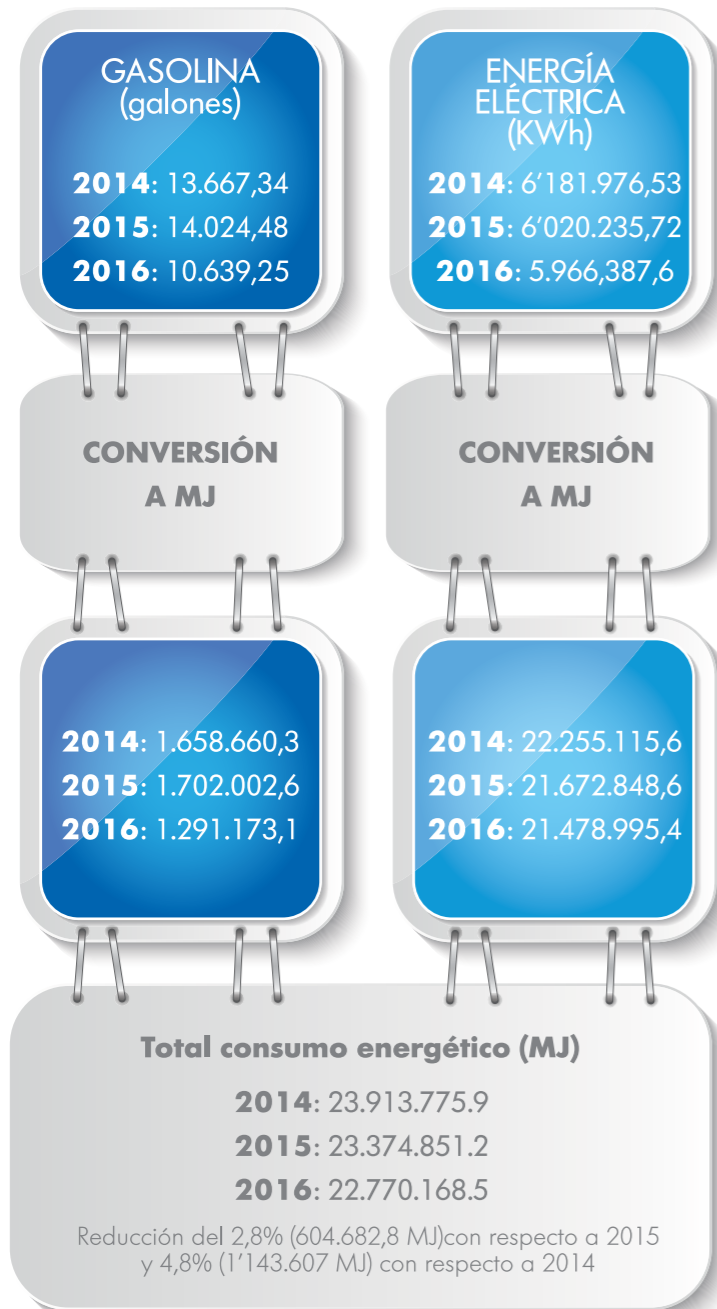 GASOLINA
(galones)
2014: 13.667,34
2015: 14.024,48
2016: 10.639,25
ENERGÍA
ELÉCTRICA
(KWh)
2014: 6'181.976,53
2015: 6'020.235,72
2016: 5.966,387,6
CONVERSIÓN
A MJ
CONVERSIÓN
A MJ
2014: 1.658.660,3
2015: 1.702.002,6
2016: 1.291.173,1
2014: 22.255.115,6
2015: 21.672.848,6
2016: 21.478.995,4
Total consumo energético (MJ)
2014: 23.913.775.9
2015: 23.374.851.2
2016: 22.770.168.5
Reducción del 2,8% (604.682,8 MJ)con respecto a 2015
y 4,8% (1'143.607 MJ) con respecto a 2014